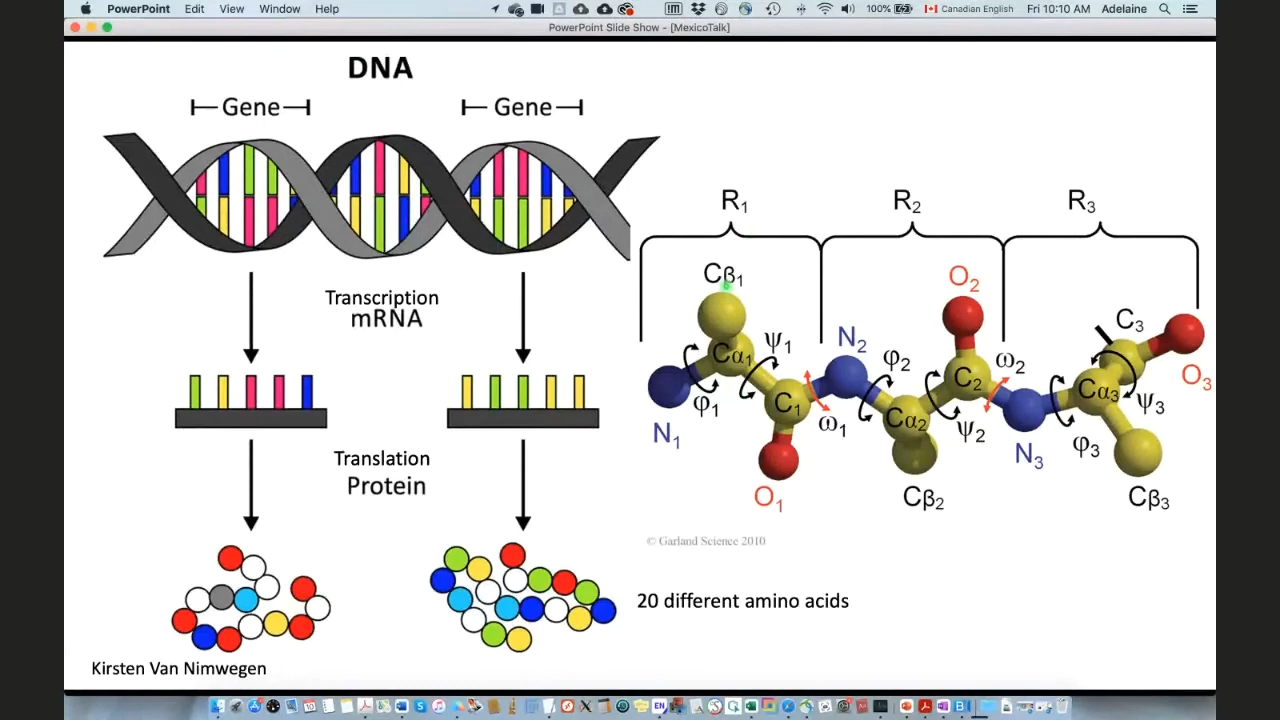 PowerPoint Edit View Window Help
100% Canadian English Fri 10:10 AM Adelaine
PowerPoint Slide Show - [MexicoTalk]
DNA
Gene Gene
Transcription
mRNA
Translation
Protein
Kirsten Van Nimwegen
R₁ R₂ R₃
Cβ₁
O₂
C₃
N₂
Cα₁ ψ₁
φ₂
ω₂
C₂
O₃
φ₁
C₁
Cα₂
Cα₃
ψ₃
N₁
ω₁
ψ₂
N₃
φ₃
O₁
Cβ₂
Cβ₃
© Garland Science 2010
20 different amino acids